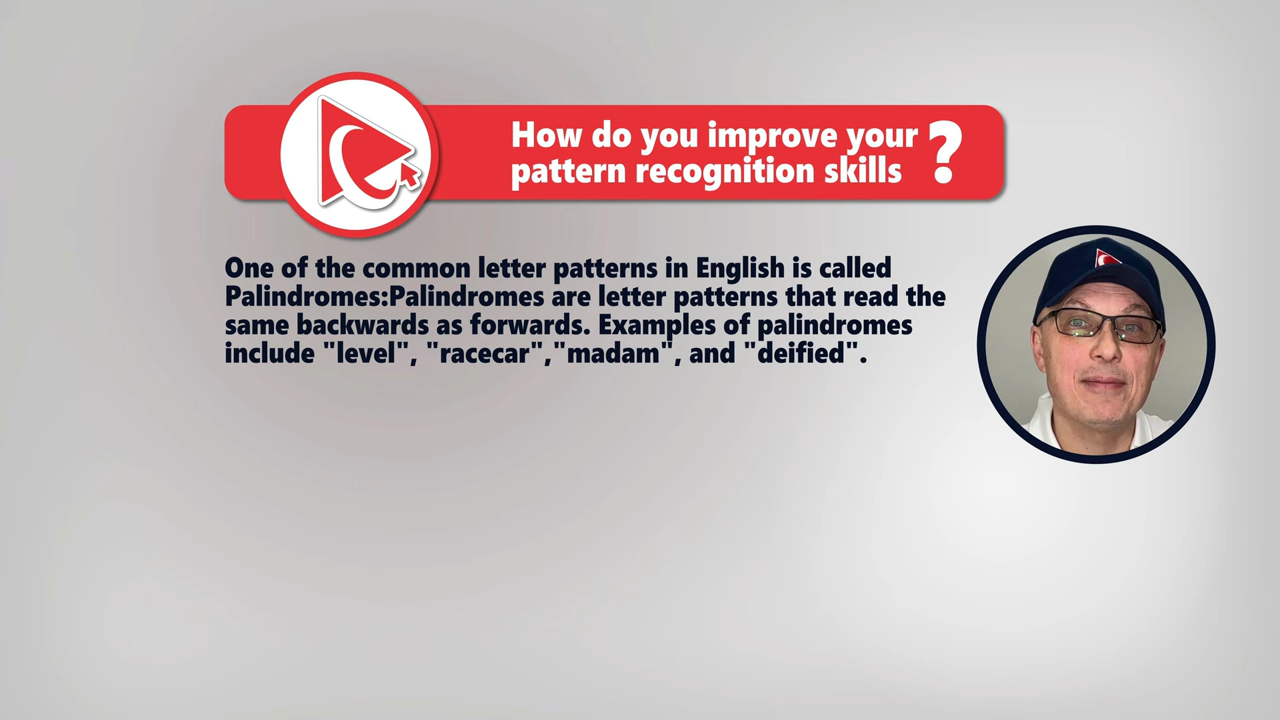 How do you improve your
pattern recognition skills ?
One of the common letter patterns in English is called
Palindromes:Palindromes are letter patterns that read the
same backwards as forwards. Examples of palindromes
include "level", "racecar","madam", and "deified".